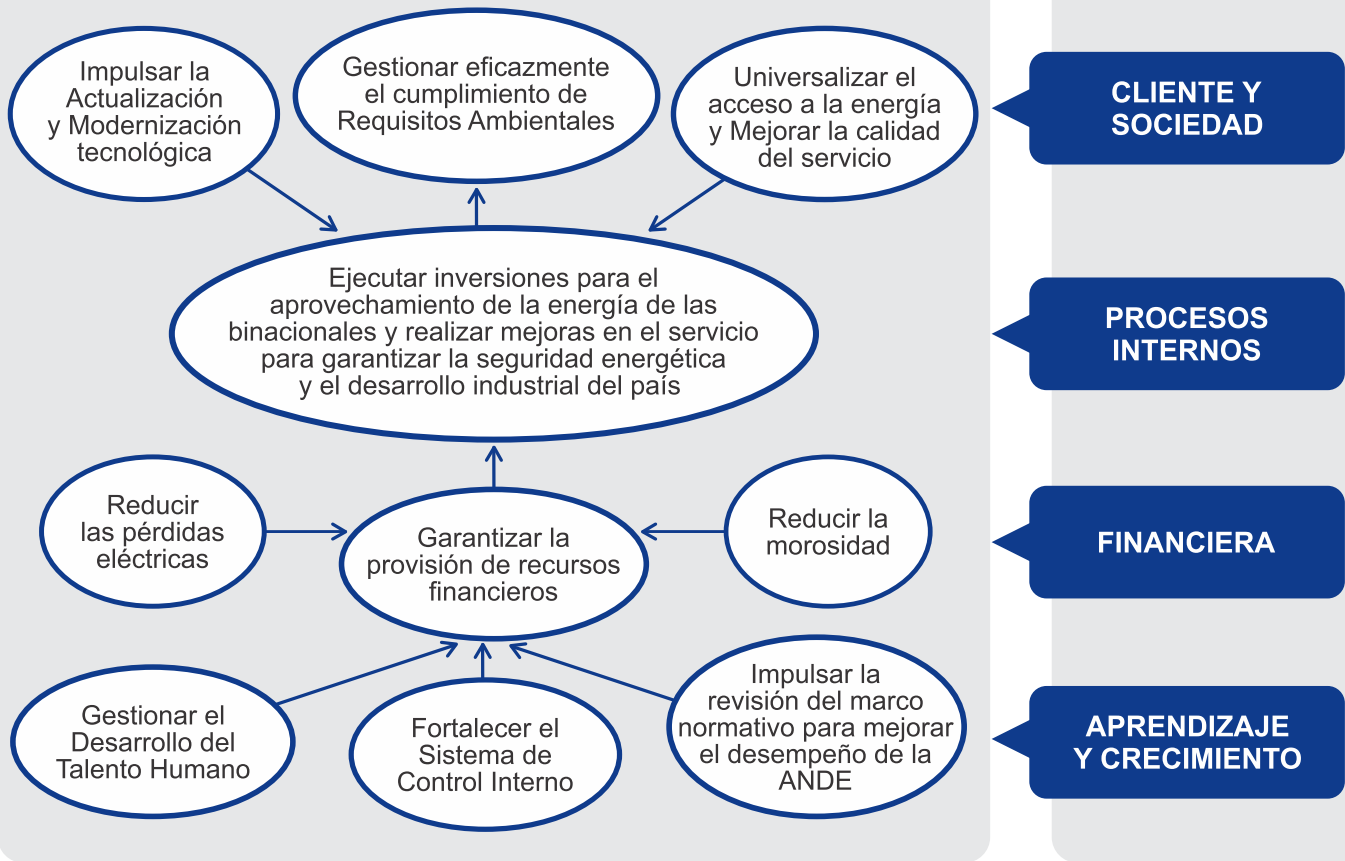 Impulsar la
Actualización
y Modernización
tecnológica
Gestionar eficazmente
el cumplimiento de
Requisitos Ambientales
Universalizar el
acceso a la energía
y Mejorar la calidad
del servicio
CLIENTE Y
SOCIEDAD
Ejecutar inversiones para el
aprovechamiento de la energía de las
binacionales y realizar mejoras en el servicio
para garantizar la seguridad energética
y el desarrollo industrial del país
PROCESOS
INTERNOS
Reducir
las pérdidas
eléctricas
Garantizar la
provisión de recursos
financieros
Reducir la
morosidad
FINANCIERA
Gestionar el
Desarrollo del
Talento Humano
Fortalecer el
Sistema de
Control Interno
Impulsar la
revisión del marco
normativo para mejorar
el desempeño de la
ANDE
APRENDIZAJE
Y CRECIMIENTO